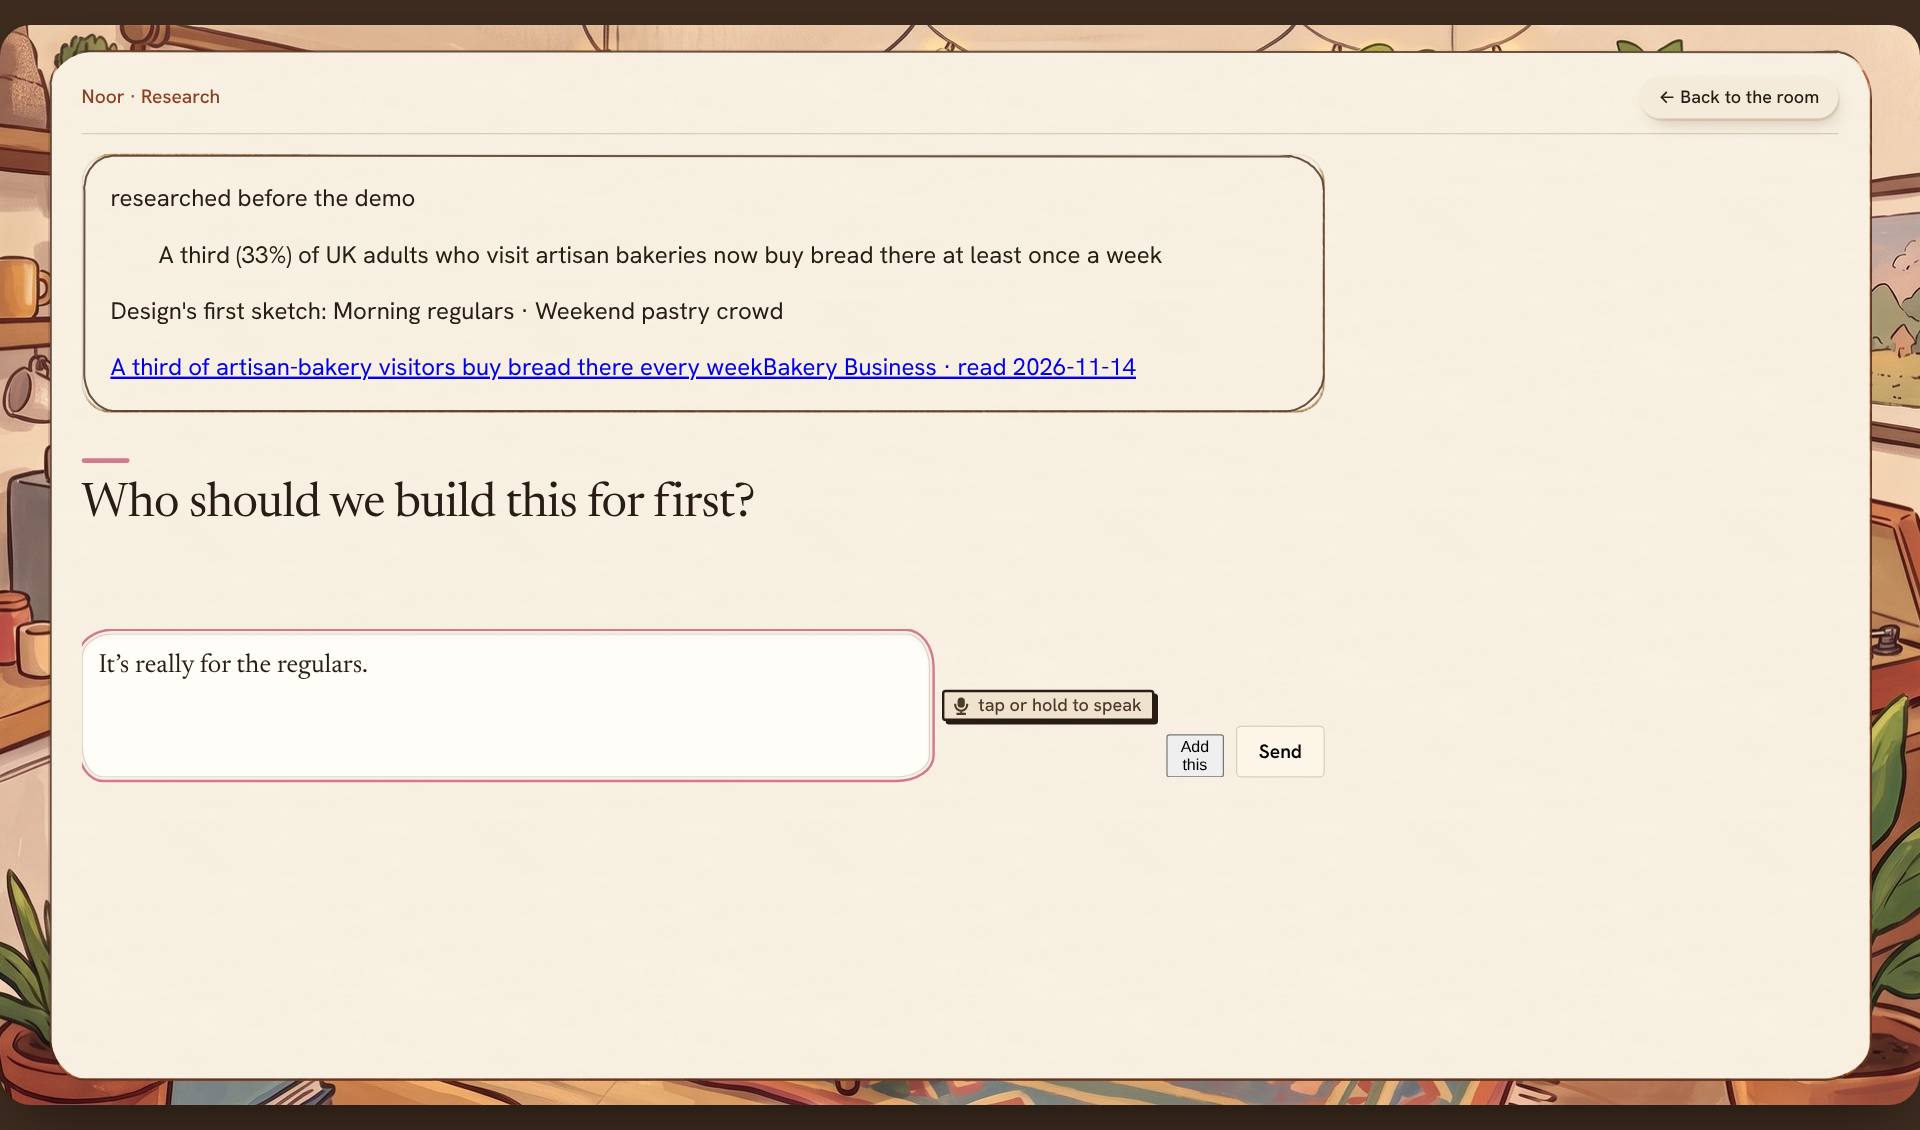 Noor · Research
← Back to the room
researched before the demo
A third (33%) of UK adults who visit artisan bakeries now buy bread there at least once a week
Design's first sketch: Morning regulars · Weekend pastry crowd
A third of artisan-bakery visitors buy bread there every weekBakery Business · read 2026-11-14
Who should we build this for first?
It’s really for the regulars.
tap or hold to speak
Add
this
Send